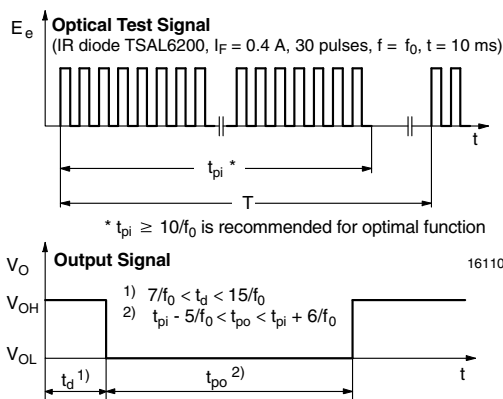 E_e
Optical Test Signal
(IR diode TSAL6200, I_F = 0.4 A, 30 pulses, f = f_0, t = 10 ms)
t
t_pi *
T
* t_pi ≥ 10/f_0 is recommended for optimal function
V_O
Output Signal
16110
V_OH
1) 7/f_0 < t_d < 15/f_0
2) t_pi - 5/f_0 < t_po < t_pi + 6/f_0
V_OL
t
t_d 1)
t_po 2)